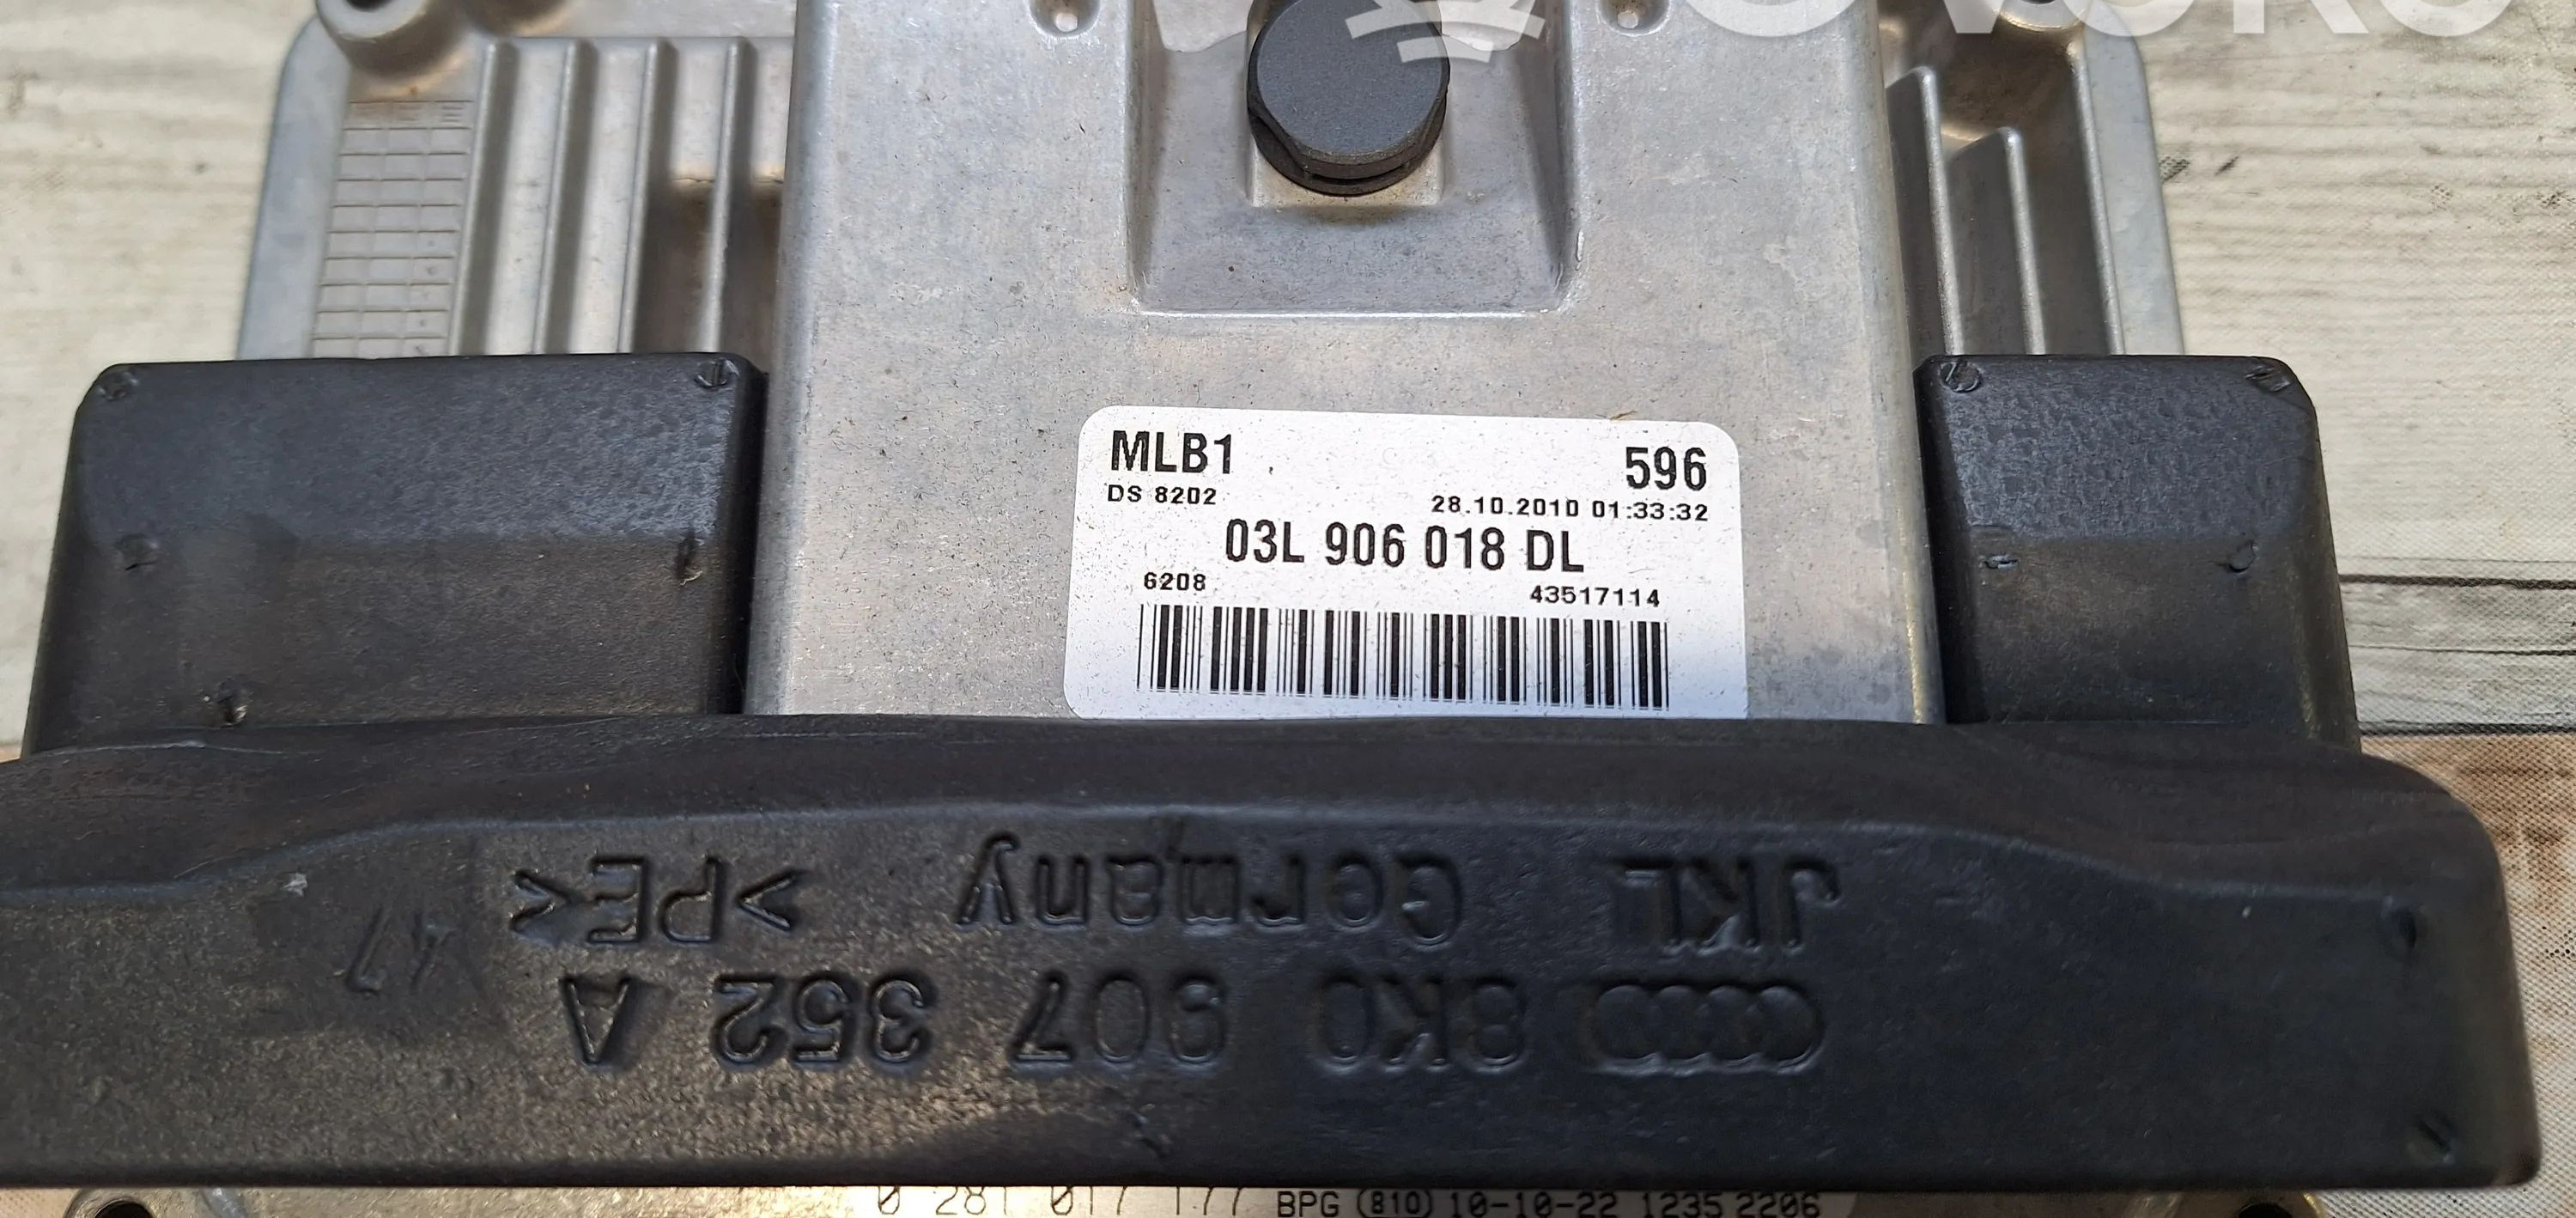 MLB1 596
DS 8202 28.10.2010 01:33:32
03L 906 018 DL
6208 43517114
JKL Germany >PE<
8K0 907 352 A
47
0 281 017 177 BPG (810) 10-10-22 1235 2206